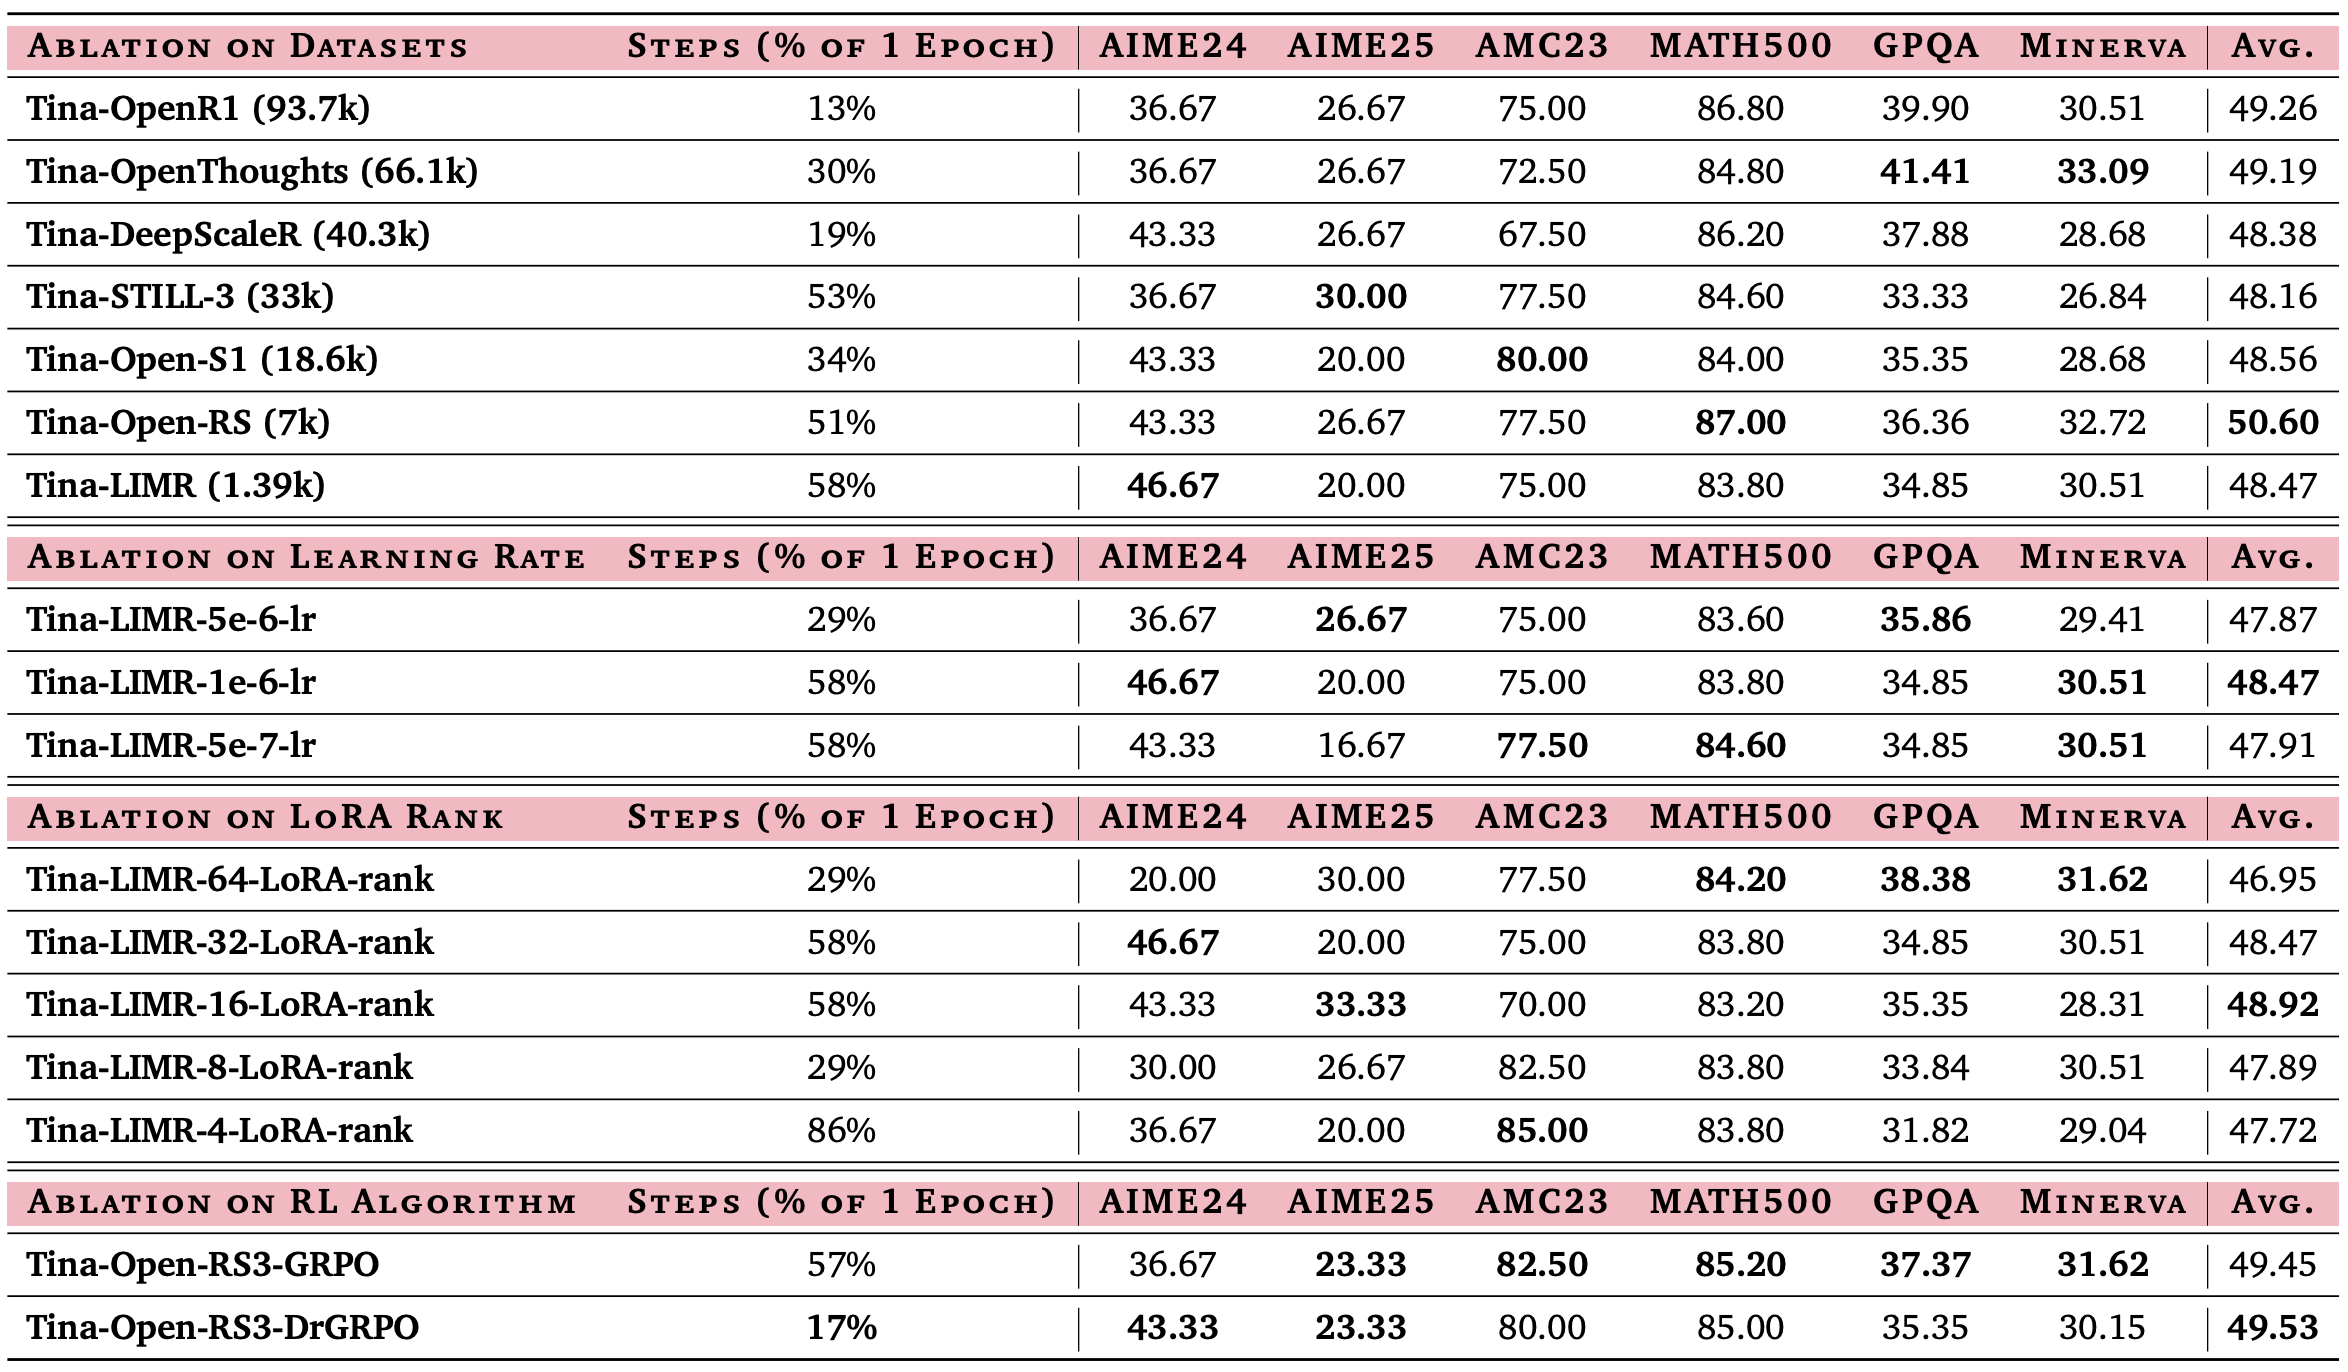 ABLATION ON DATASETS STEPS (% OF 1 EPOCH) AIME24 AIME25 AMC23 MATH500 GPQA MINERVA AVG.
Tina-OpenR1 (93.7k) 13% 36.67 26.67 75.00 86.80 39.90 30.51 49.26
Tina-OpenThoughts (66.1k) 30% 36.67 26.67 72.50 84.80 41.41 33.09 49.19
Tina-DeepScaleR (40.3k) 19% 43.33 26.67 67.50 86.20 37.88 28.68 48.38
Tina-STILL-3 (33k) 53% 36.67 30.00 77.50 84.60 33.33 26.84 48.16
Tina-Open-S1 (18.6k) 34% 43.33 20.00 80.00 84.00 35.35 28.68 48.56
Tina-Open-RS (7k) 51% 43.33 26.67 77.50 87.00 36.36 32.72 50.60
Tina-LIMR (1.39k) 58% 46.67 20.00 75.00 83.80 34.85 30.51 48.47
ABLATION ON LEARNING RATE STEPS (% OF 1 EPOCH) AIME24 AIME25 AMC23 MATH500 GPQA MINERVA AVG.
Tina-LIMR-5e-6-lr 29% 36.67 26.67 75.00 83.60 35.86 29.41 47.87
Tina-LIMR-1e-6-lr 58% 46.67 20.00 75.00 83.80 34.85 30.51 48.47
Tina-LIMR-5e-7-lr 58% 43.33 16.67 77.50 84.60 34.85 30.51 47.91
ABLATION ON LORA RANK STEPS (% OF 1 EPOCH) AIME24 AIME25 AMC23 MATH500 GPQA MINERVA AVG.
Tina-LIMR-64-LoRA-rank 29% 20.00 30.00 77.50 84.20 38.38 31.62 46.95
Tina-LIMR-32-LoRA-rank 58% 46.67 20.00 75.00 83.80 34.85 30.51 48.47
Tina-LIMR-16-LoRA-rank 58% 43.33 33.33 70.00 83.20 35.35 28.31 48.92
Tina-LIMR-8-LoRA-rank 29% 30.00 26.67 82.50 83.80 33.84 30.51 47.89
Tina-LIMR-4-LoRA-rank 86% 36.67 20.00 85.00 83.80 31.82 29.04 47.72
ABLATION ON RL ALGORITHM STEPS (% OF 1 EPOCH) AIME24 AIME25 AMC23 MATH500 GPQA MINERVA AVG.
Tina-Open-RS3-GRPO 57% 36.67 23.33 82.50 85.20 37.37 31.62 49.45
Tina-Open-RS3-DrGRPO 17% 43.33 23.33 80.00 85.00 35.35 30.15 49.53